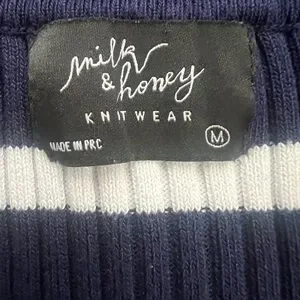 milk
& honey
KNITWEAR
MADE IN PRC
M